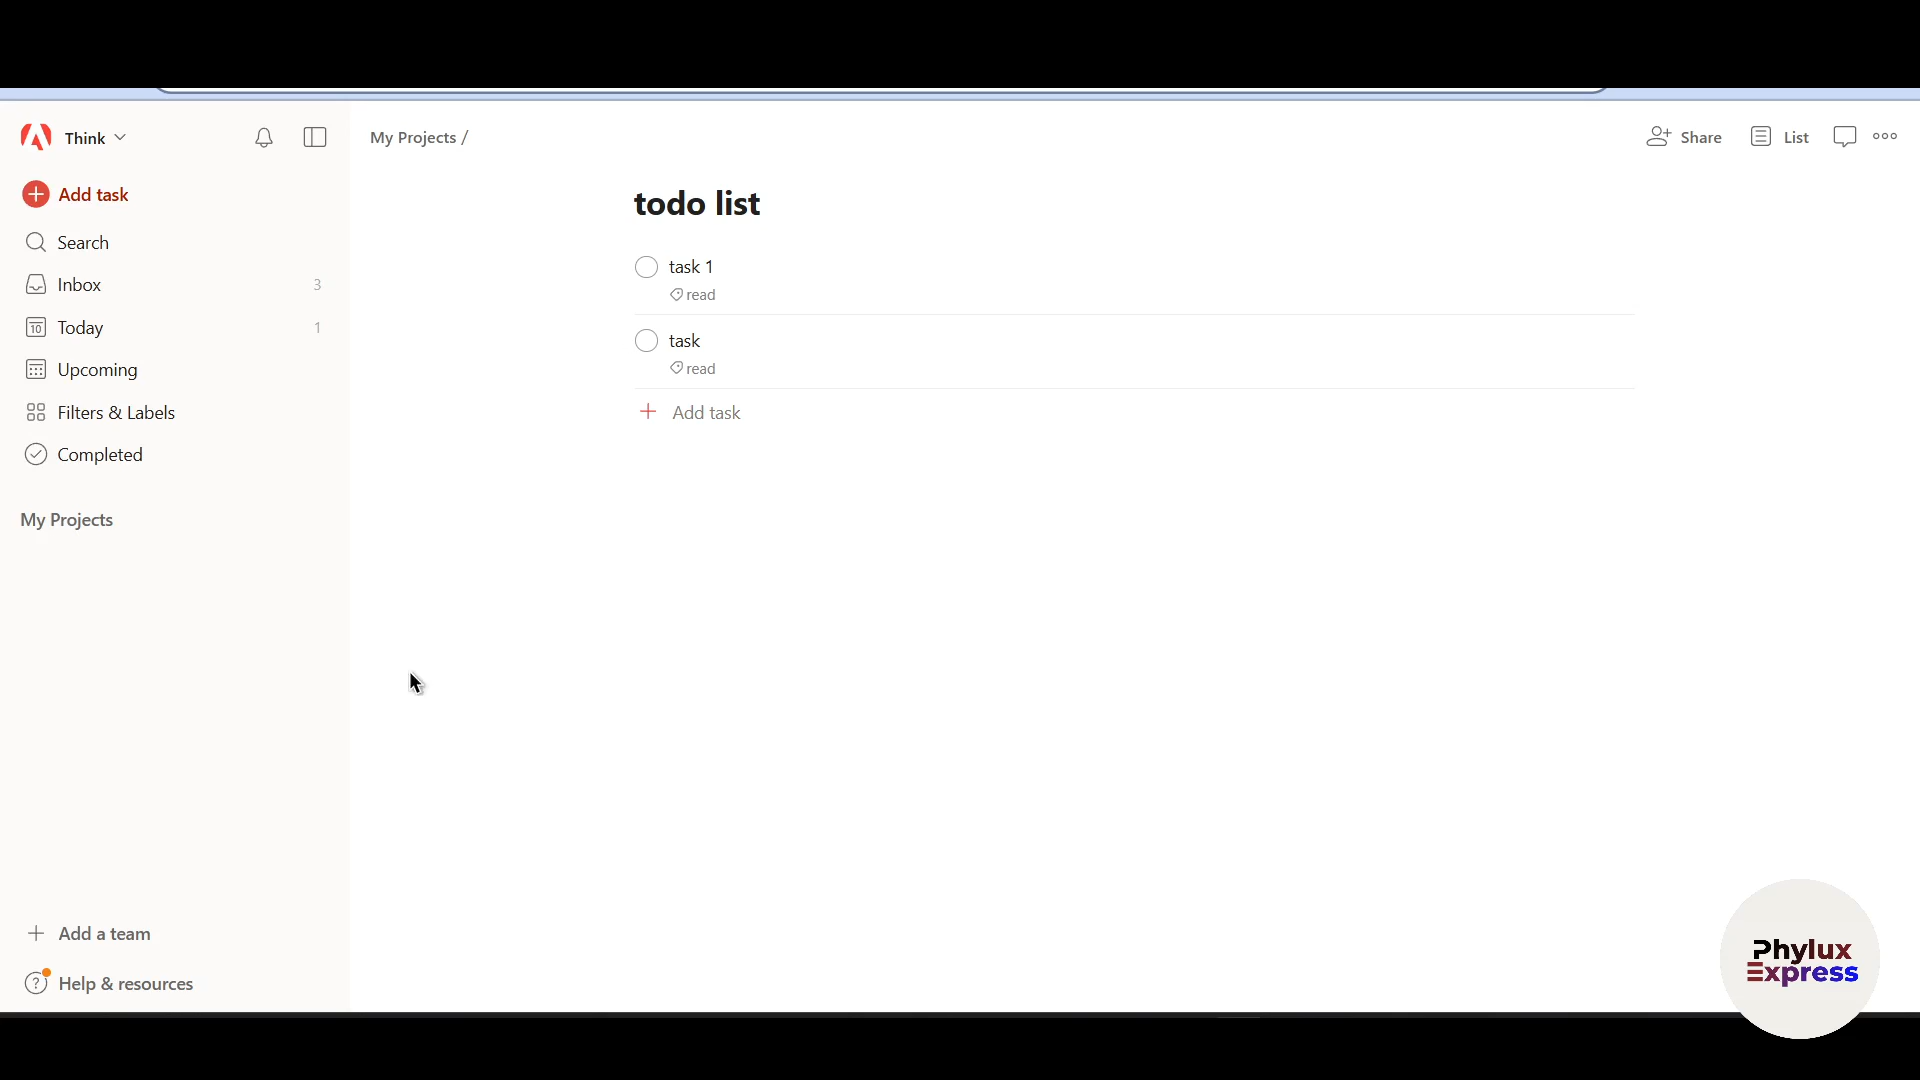 Think
My Projects /
Share
List
Add task
Search
Inbox 3
10 Today 1
Upcoming
Filters & Labels
Completed
My Projects
Add a team
? Help & resources
todo list
task 1
read
task
read
Add task
Phylux
Express